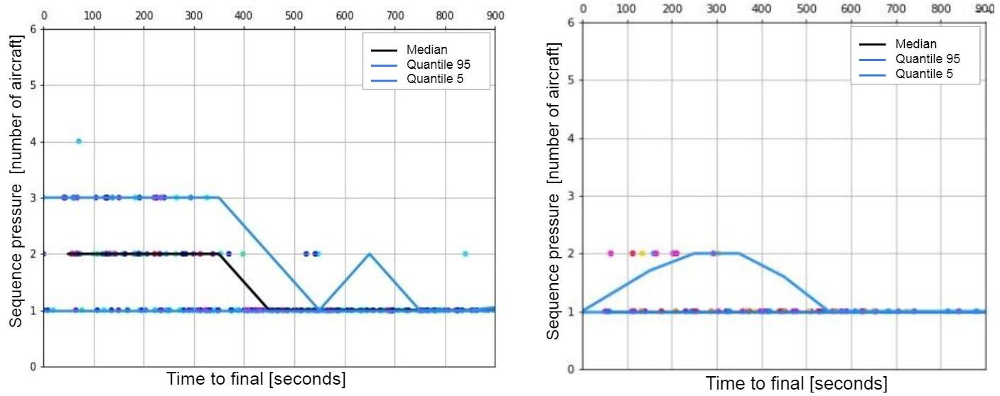 0 100 200 300 400 500 600 700 800 900
6
5
4
3
2
1
0
Sequence pressure [number of aircraft]
Median
Quantile 95
Quantile 5
Time to final [seconds]
0 100 200 300 400 500 600 700 800
6
5
4
3
2
1
0
Sequence pressure [number of aircraft]
Median
Quantile 95
Quantile 5
Time to final [seconds]